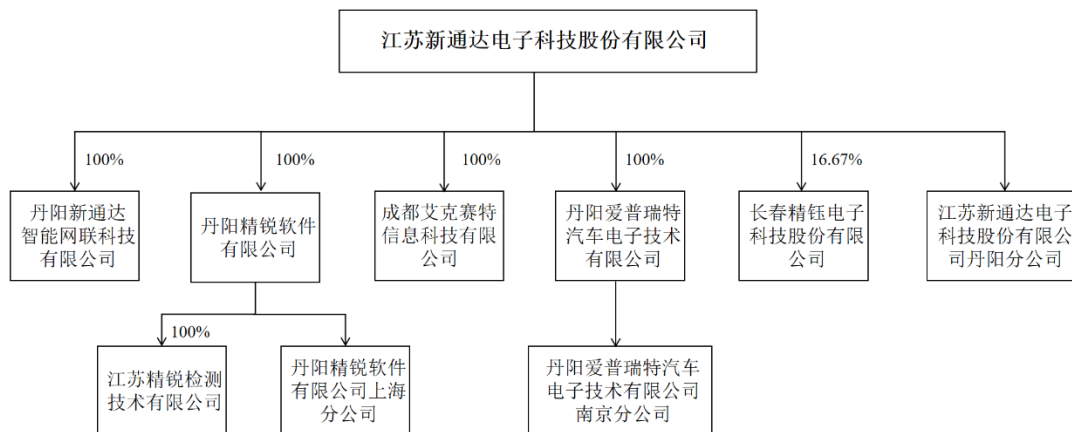 江苏新通达电子科技股份有限公司
100%
100%
100%
100%
16.67%
丹阳新通达
智能网联科技
有限公司
丹阳精锐软件
有限公司
成都艾克赛特
信息科技有限
公司
丹阳爱普瑞特
汽车电子技术
有限公司
长春精钰电子
科技股份有限
公司
江苏新通达电子
科技股份有限公
司丹阳分公司
100%
江苏精锐检测
技术有限公司
丹阳精锐软件
有限公司上海
分公司
丹阳爱普瑞特汽车
电子技术有限公司
南京分公司